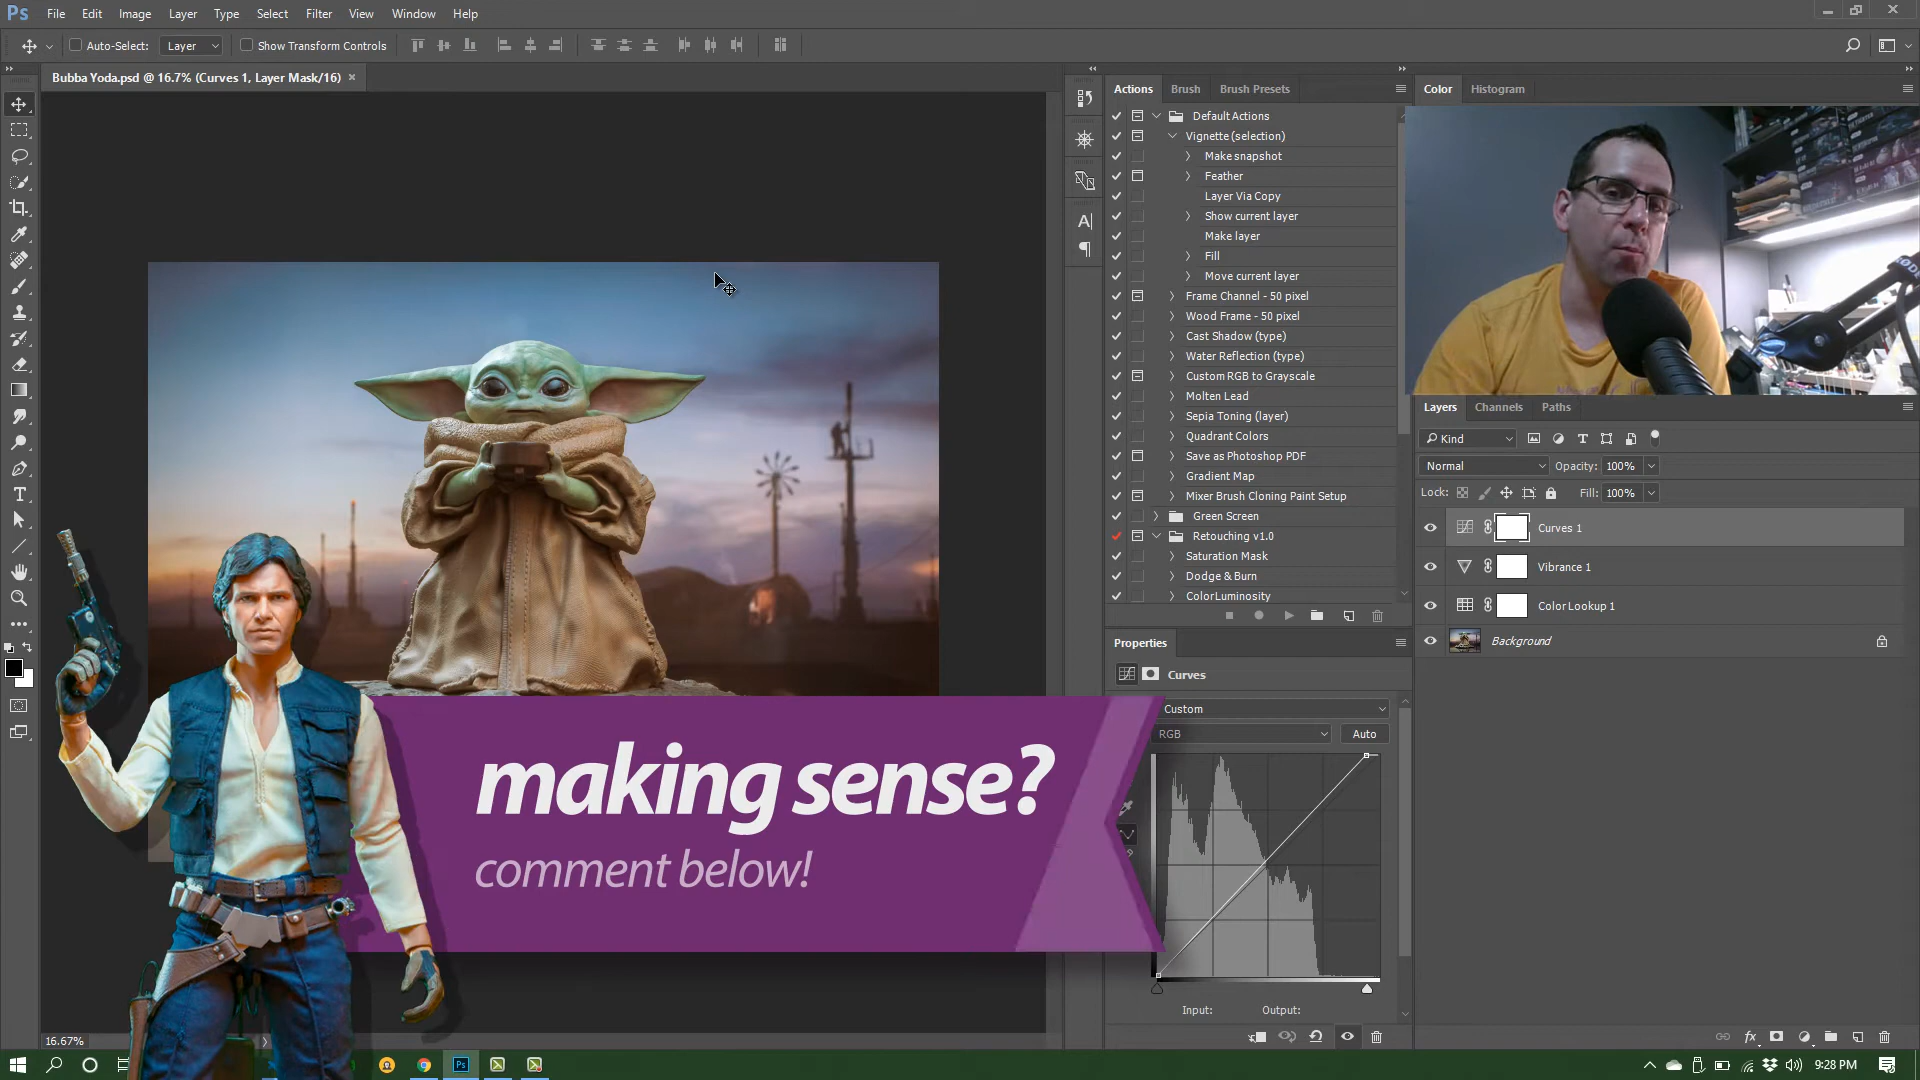 Ps File Edit Image Layer Type Select Filter View Window Help
Auto-Select: Layer Show Transform Controls
Bubba Yoda.psd @ 16.7% (Curves 1, Layer Mask/16) ×
Actions Brush Brush Presets
Default Actions
Vignette (selection)
Make snapshot
Feather
Layer Via Copy
Show current layer
Make layer
Fill
Move current layer
Frame Channel - 50 pixel
Wood Frame - 50 pixel
Cast Shadow (type)
Water Reflection (type)
Custom RGB to Grayscale
Molten Lead
Sepia Toning (layer)
Quadrant Colors
Save as Photoshop PDF
Gradient Map
Mixer Brush Cloning Paint Setup
Green Screen
Retouching v1.0
Saturation Mask
Dodge & Burn
ColorLuminosity
Properties
Curves
Custom
RGB Auto
Input: Output:
Color Histogram
Layers Channels Paths
Kind
Normal Opacity: 100%
Lock: Fill: 100%
Curves 1
Vibrance 1
Color Lookup 1
Background
making sense?
comment below!
16.67%
Ps
9:28 PM